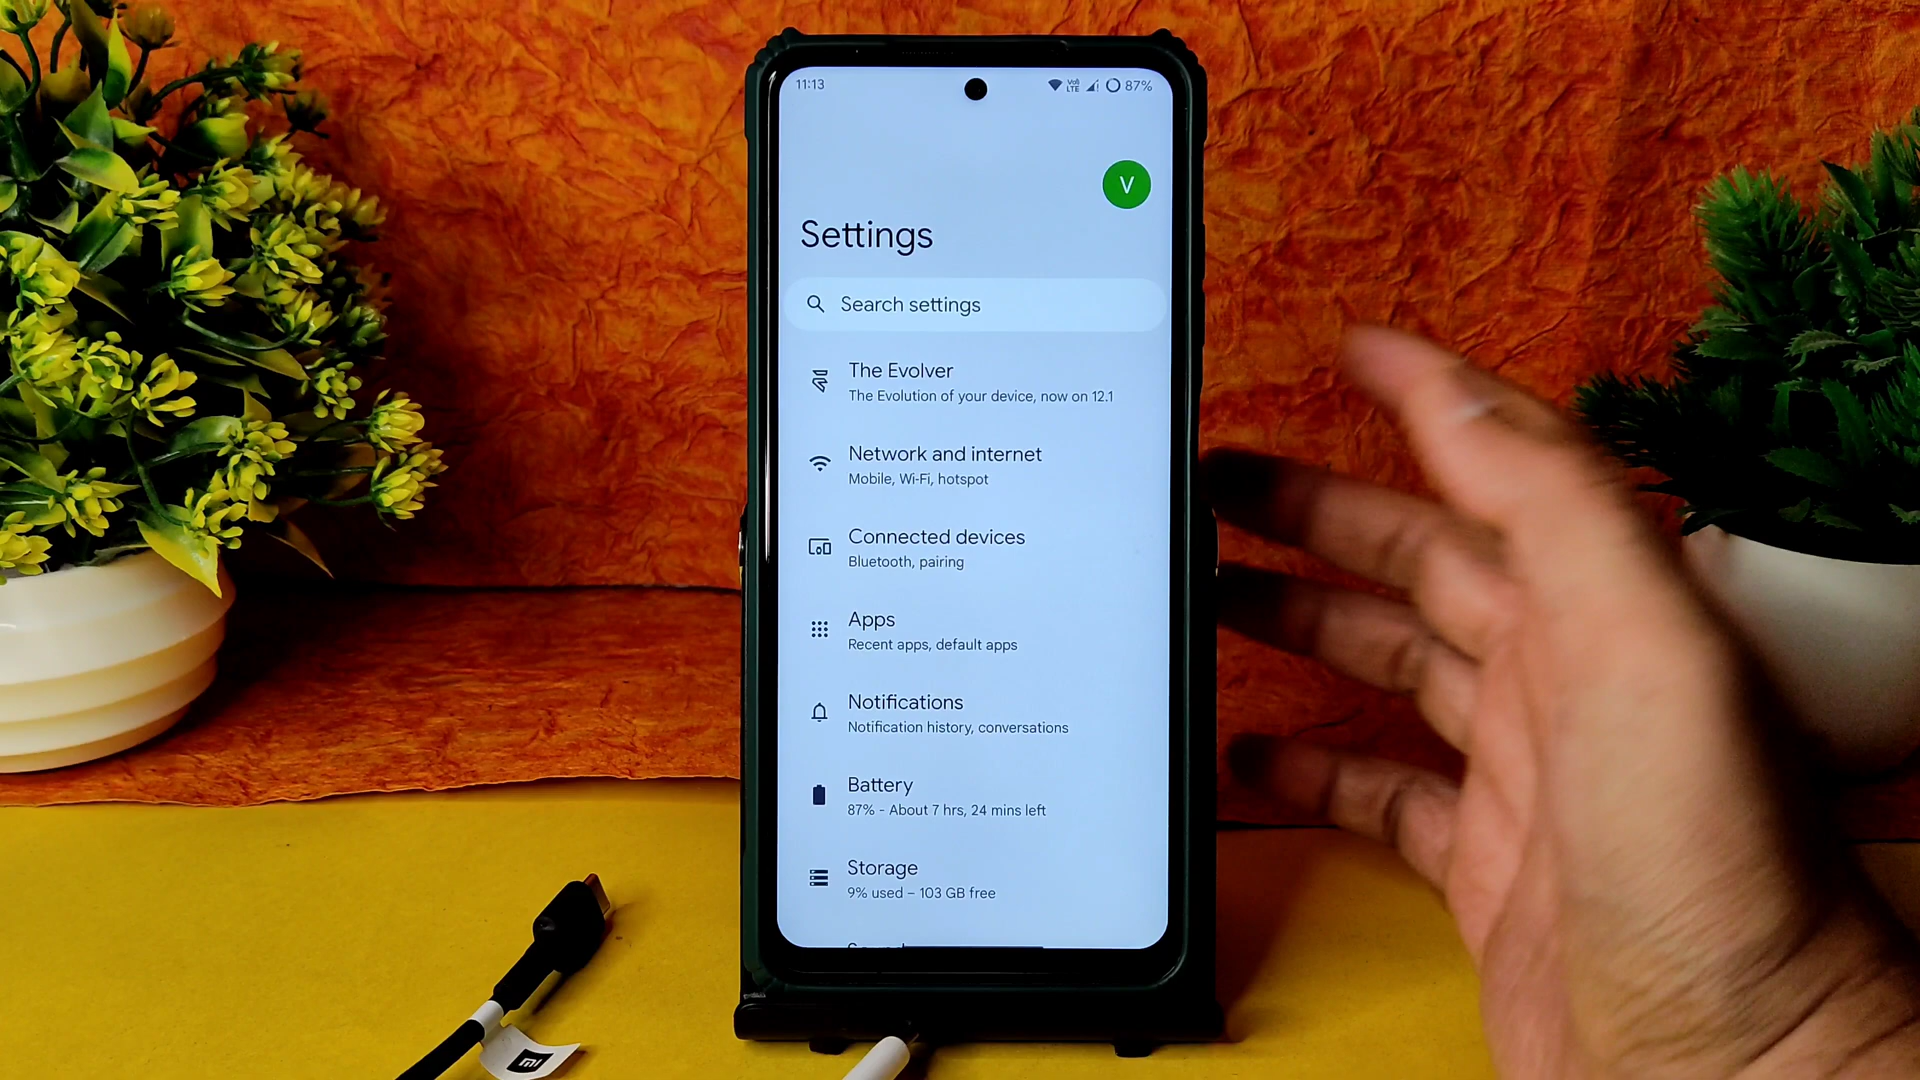 11:13
Vo))
LTE
87%
V
Settings
Search settings
The Evolver
The Evolution of your device, now on 12.1
Network and internet
Mobile, Wi-Fi, hotspot
Connected devices
Bluetooth, pairing
Apps
Recent apps, default apps
Notifications
Notification history, conversations
Battery
87% - About 7 hrs, 24 mins left
Storage
9% used – 103 GB free
mi